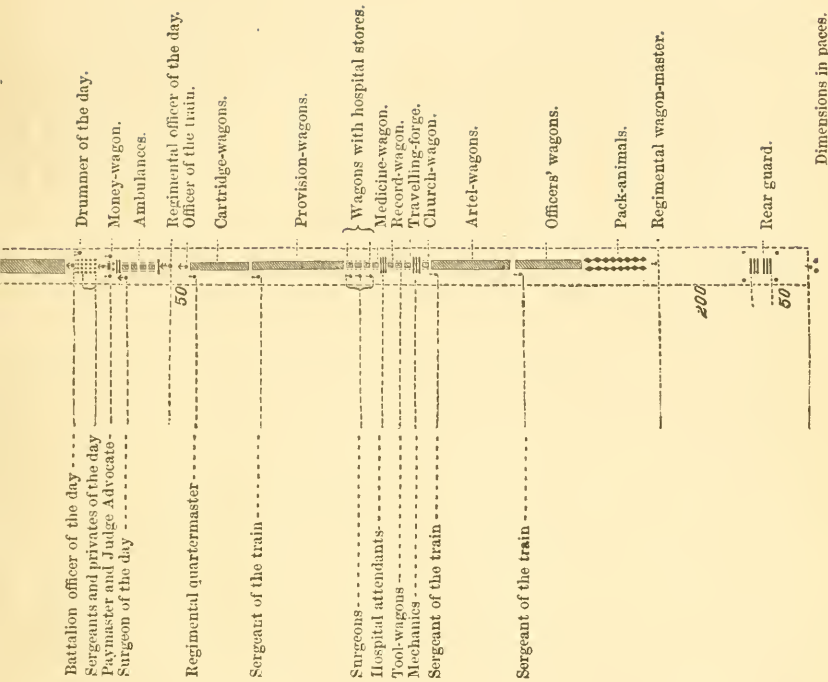 Drummer of the day.
Money-wagon.
Ambulances.
Regimental officer of the day.
Officer of the train.
Cartridge-wagons.
Provision-wagons.
Wagons with hospital stores.
Medicine-wagon.
Record-wagon.
Travelling-forge.
Church-wagon.
Artel-wagons.
Officers' wagons.
Pack-animals.
Regimental wagon-master.
Rear guard.
Dimensions in paces.
50
200
50
Battalion officer of the day
Sergeants and privates of the day
Paymaster and Judge Advocate
Surgeon of the day
Regimental quartermaster
Sergeant of the train
Surgeons
Hospital attendants
Tool-wagons
Mechanics
Sergeant of the train
Sergeant of the train